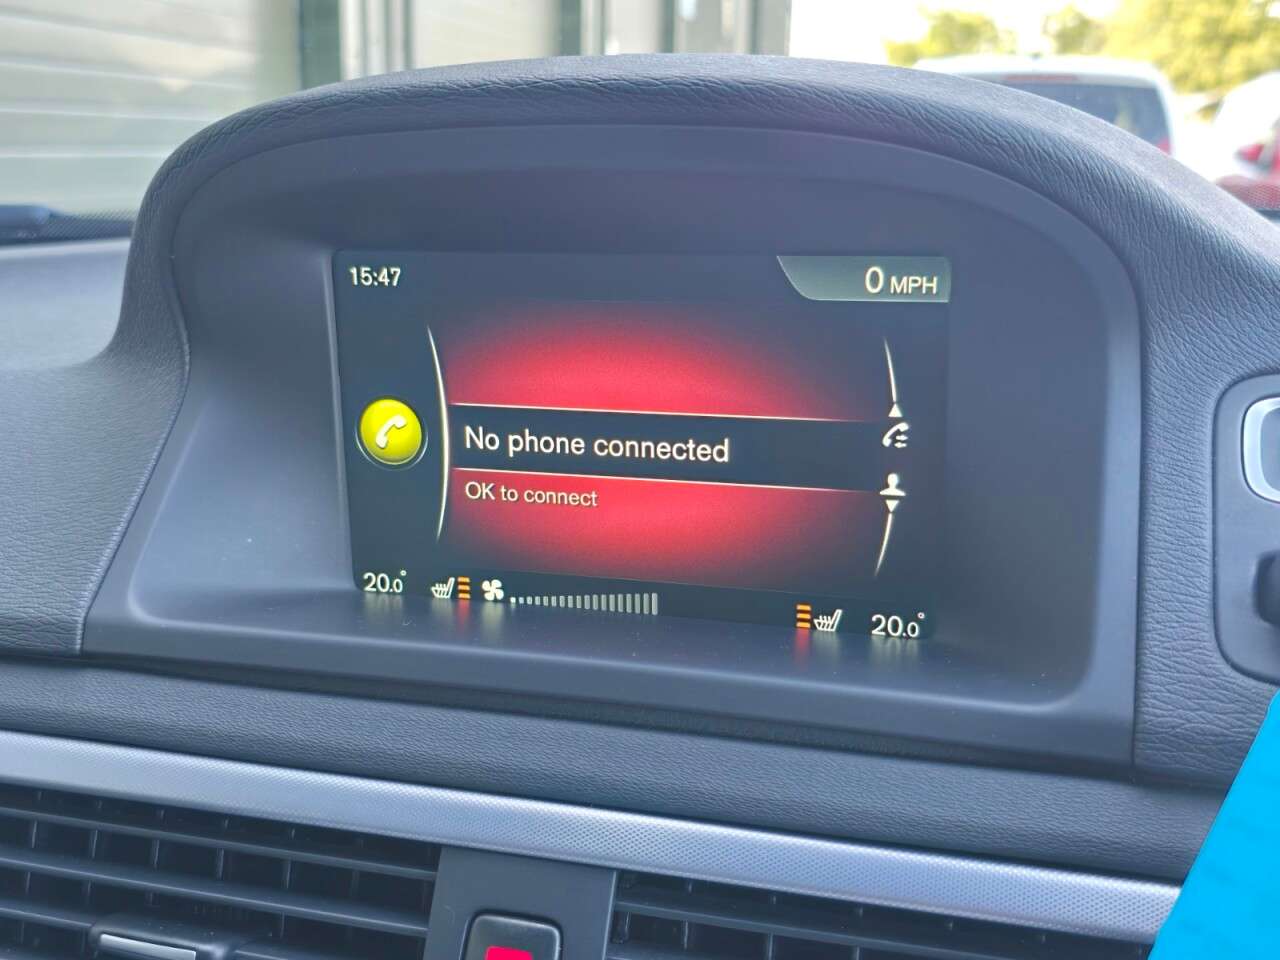 15:47
0 MPH
No phone connected
OK to connect
20.0°
20.0°